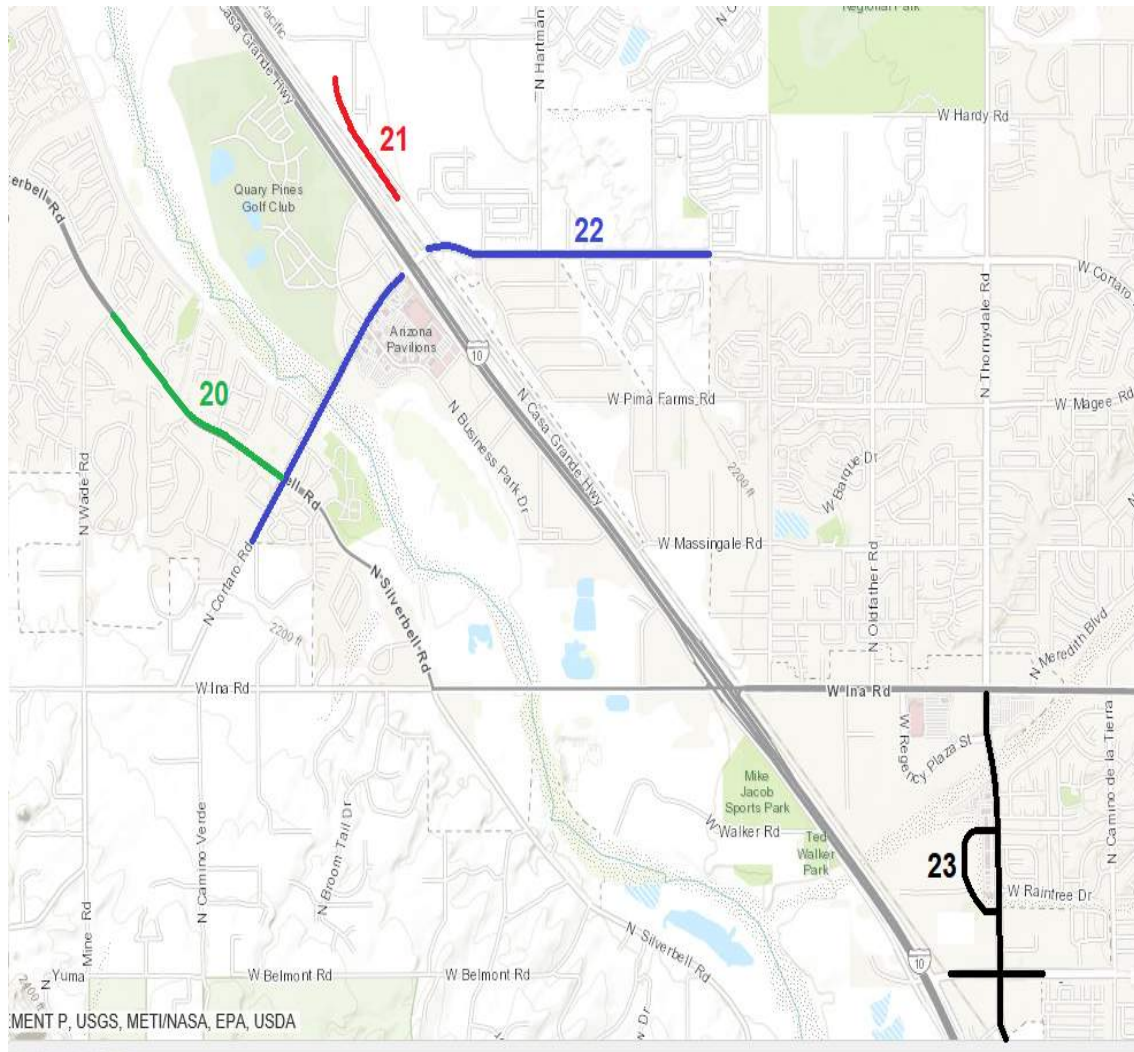 Regional Park
Pacific
Casa Grande Hwy
N Hartman
W Hardy Rd
21
Quary Pines
Golf Club
erbell Rd
22
W Cortaro
N Thornydale Rd
Arizona
Pavilions
10
20
N Casa Grande Hwy
W Pima Farms Rd
W Magee Rd
N Business Park Dr
N Wade Rd
2200 ft
W Barque Dr
ell Rd
W Massingale Rd
N Cortaro Rd
N Silverbell Rd
N Oldfather Rd
2200 ft
N Meredith Blvd
W Ina Rd
W Ina Rd
W Regency Plaza St
N Camino de la Tierra
Mike
Jacob
Sports Park
W Walker Rd
Ted
Walker
Park
N Camino Verde
N Broom Tail Dr
23
W Raintree Dr
Mine Rd
N Silverbell Rd
10
N
Yuma
W Belmont Rd
W Belmont Rd
2400 ft
w Dr
EMENT P, USGS, METI/NASA, EPA, USDA